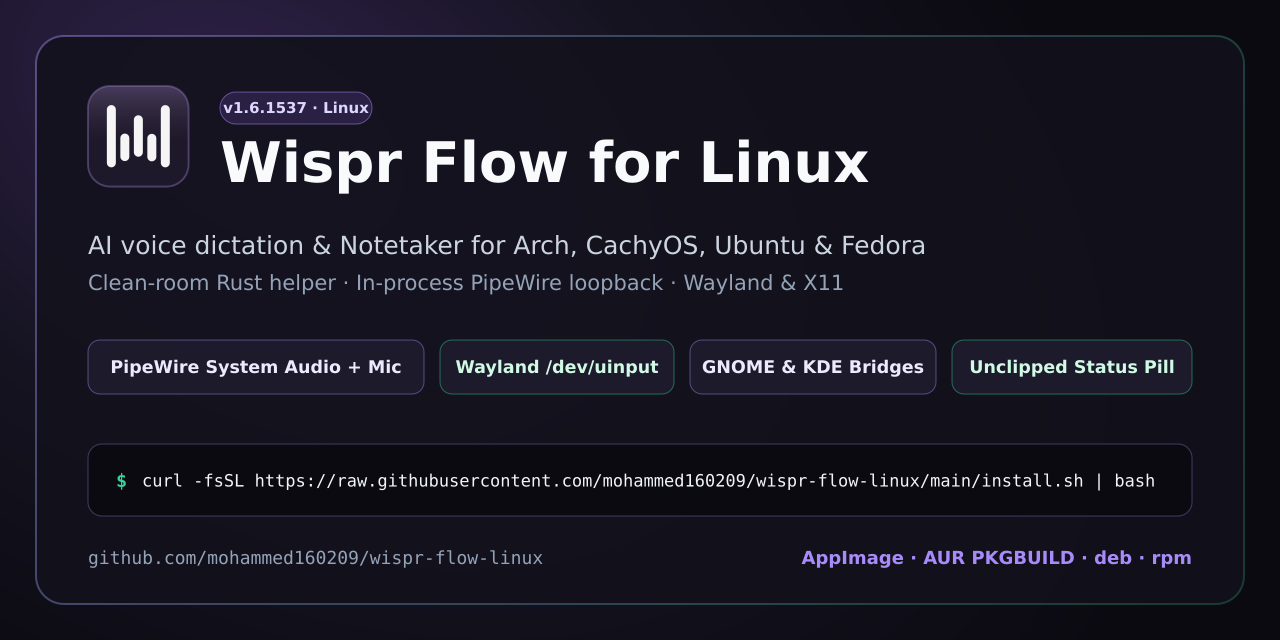 v1.6.1537 · Linux
Wispr Flow for Linux
AI voice dictation & Notetaker for Arch, CachyOS, Ubuntu & Fedora
Clean-room Rust helper · In-process PipeWire loopback · Wayland & X11
PipeWire System Audio + Mic
Wayland /dev/uinput
GNOME & KDE Bridges
Unclipped Status Pill
$ curl -fsSL https://raw.githubusercontent.com/mohammed160209/wispr-flow-linux/main/install.sh | bash
github.com/mohammed160209/wispr-flow-linux
AppImage · AUR PKGBUILD · deb · rpm